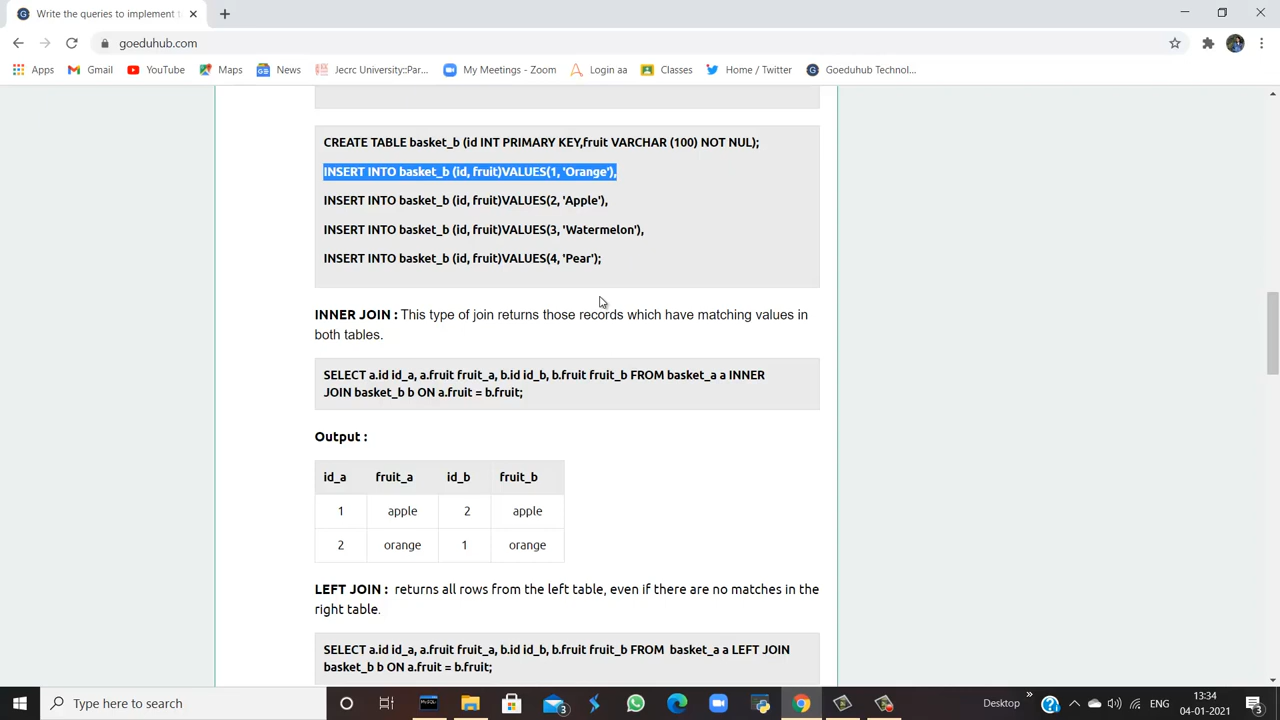 Write the queries to implement t
goeduhub.com
Apps
Gmail
YouTube
Maps
News
Jecrc University::Par...
My Meetings - Zoom
Login aa
Classes
Home / Twitter
Goeduhub Technol...
CREATE TABLE basket_b (id INT PRIMARY KEY,fruit VARCHAR (100) NOT NUL);
INSERT INTO basket_b (id, fruit)VALUES(1, 'Orange'),
INSERT INTO basket_b (id, fruit)VALUES(2, 'Apple'),
INSERT INTO basket_b (id, fruit)VALUES(3, 'Watermelon'),
INSERT INTO basket_b (id, fruit)VALUES(4, 'Pear');
INNER JOIN : This type of join returns those records which have matching values in
both tables.
SELECT a.id id_a, a.fruit fruit_a, b.id id_b, b.fruit fruit_b FROM basket_a a INNER
JOIN basket_b b ON a.fruit = b.fruit;
Output :
id_a fruit_a id_b fruit_b
1 apple 2 apple
2 orange 1 orange
LEFT JOIN : returns all rows from the left table, even if there are no matches in the
right table.
SELECT a.id id_a, a.fruit fruit_a, b.id id_b, b.fruit fruit_b FROM basket_a a LEFT JOIN
basket_b b ON a.fruit = b.fruit;
Type here to search
3
Desktop
»
ENG
13:34
04-01-2021
3